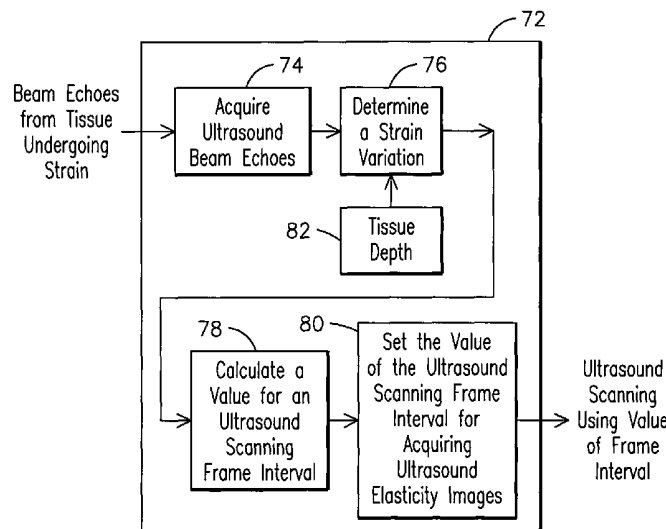 72
74
76
Beam Echoes
from Tissue
Undergoing
Strain
Acquire
Ultrasound
Beam Echoes
Determine
a Strain
Variation
82
Tissue
Depth
78
80
Calculate a
Value for an
Ultrasound
Scanning
Frame Interval
Set the Value
of the Ultrasound
Scanning Frame
Interval for
Acquiring
Ultrasound
Elasticity Images
Ultrasound
Scanning
Using Value
of Frame
Interval